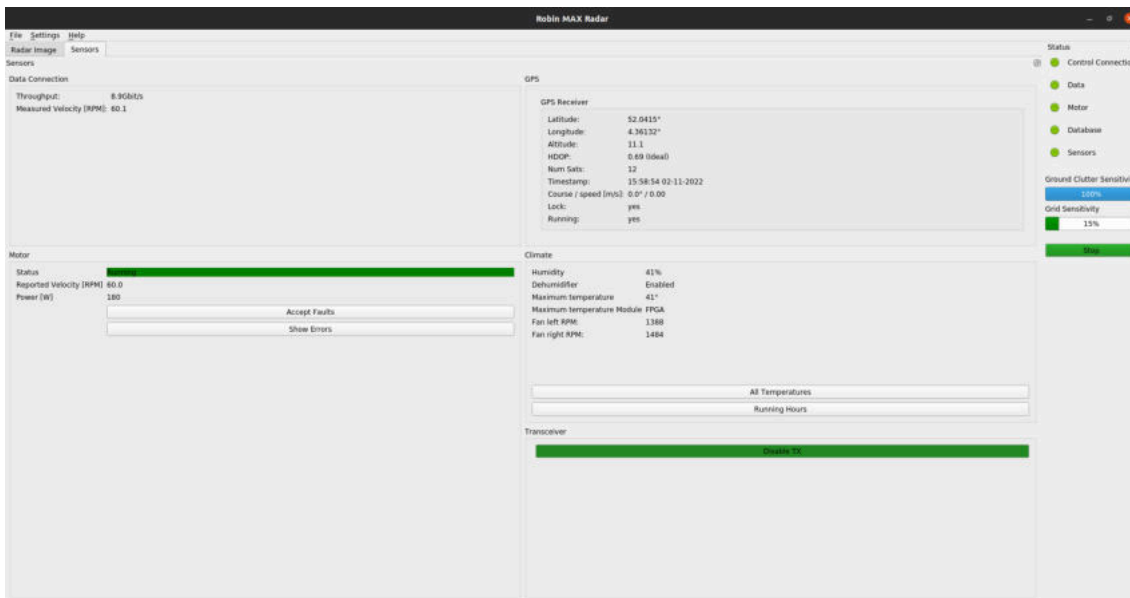 Robin MAX Radar
File Settings Help
Radar Image Sensors
Sensors
Data Connection
Throughput: 8.9Gbit/s
Measured Velocity [RPM]: 60.1
GPS
GPS Receiver
Latitude: 52.0415°
Longitude: 4.36132°
Altitude: 11.1
HDOP: 0.69 (Ideal)
Num Sats: 12
Timestamp: 15:58:54 02-11-2022
Course / speed [m/s]: 0.0° / 0.00
Lock: yes
Running: yes
Motor
Status Running
Reported Velocity [RPM] 60.0
Power [W] 180
Accept Faults
Show Errors
Climate
Humidity 41%
Dehumidifier Enabled
Maximum temperature 41°
Maximum temperature Module FPGA
Fan left RPM: 1388
Fan right RPM: 1484
All Temperatures
Running Hours
Transceiver
Disable TX
Status
Control Connectio
Data
Motor
Database
Sensors
Ground Clutter Sensitivi
100%
Grid Sensitivity
15%
Stop